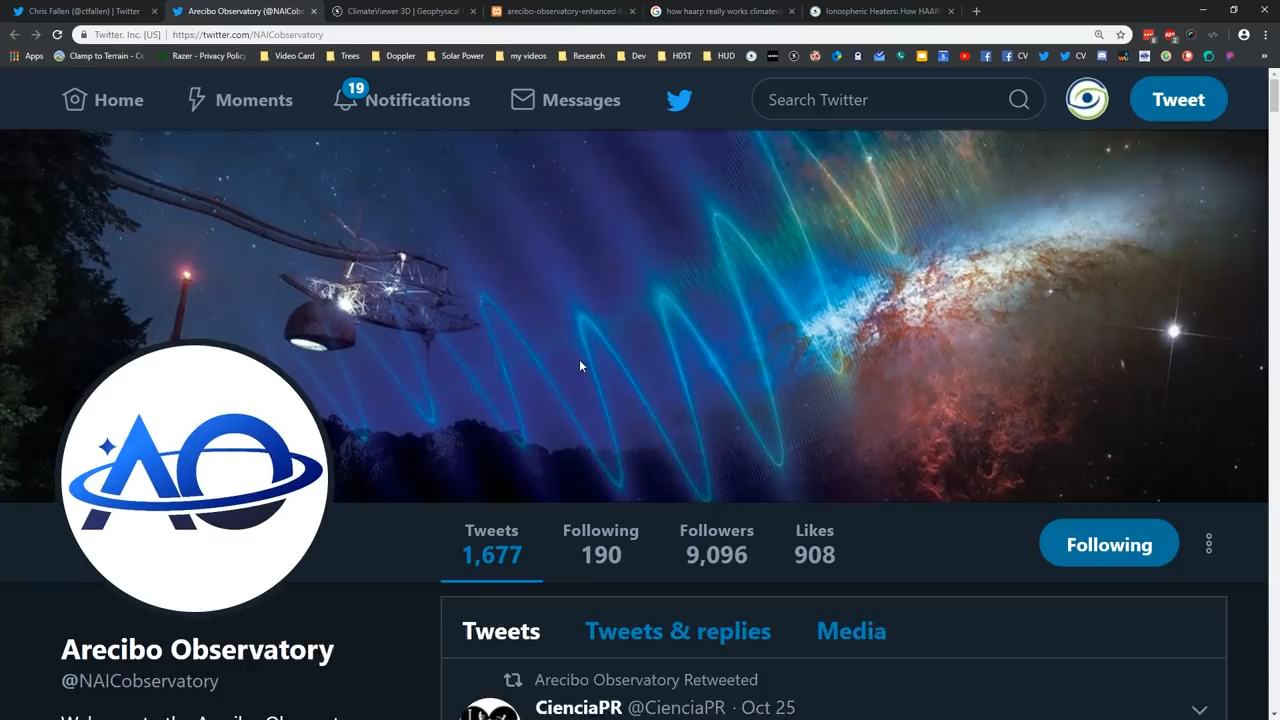 Chris Fallen (@ctfallen) | Twitter
Arecibo Observatory (@NAICobs
ClimateViewer 3D | Geophysical
arecibo-observatory-enhanced-i
how haarp really works climatev
Ionospheric Heaters: How HAAR
Twitter, Inc. [US] | https://twitter.com/NAICobservatory
Apps
Clamp to Terrain - Ce
Razer - Privacy Policy
Video Card
Trees
Doppler
Solar Power
my videos
Research
Dev
H05T
HUD
CV
CV
Home
Moments
19
Notifications
Messages
Search Twitter
Tweet
AO
Tweets
Following
Followers
Likes
1,677
190
9,096
908
Following
Arecibo Observatory
@NAICobservatory
Tweets
Tweets & replies
Media
Arecibo Observatory Retweeted
CienciaPR @CienciaPR · Oct 25